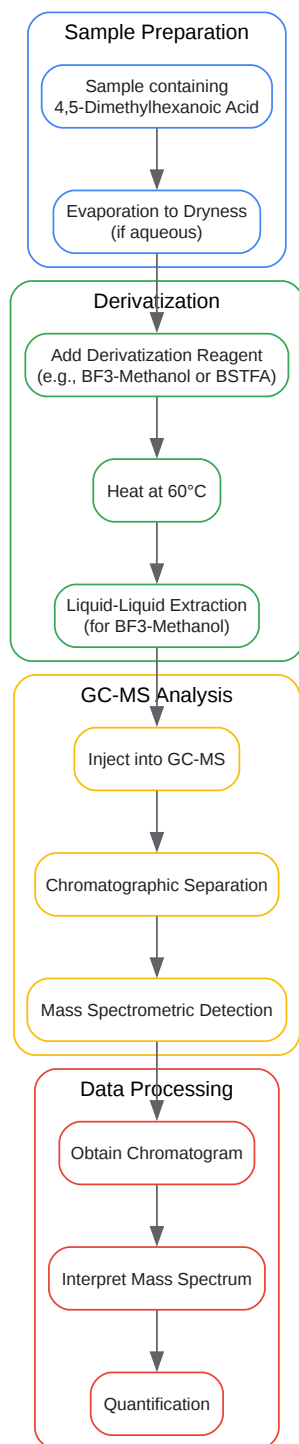 Sample Preparation
Sample containing
4,5-Dimethylhexanoic Acid
Evaporation to Dryness
(if aqueous)
Derivatization
Add Derivatization Reagent
(e.g., BF3-Methanol or BSTFA)
Heat at 60°C
Liquid-Liquid Extraction
(for BF3-Methanol)
GC-MS Analysis
Inject into GC-MS
Chromatographic Separation
Mass Spectrometric Detection
Data Processing
Obtain Chromatogram
Interpret Mass Spectrum
Quantification